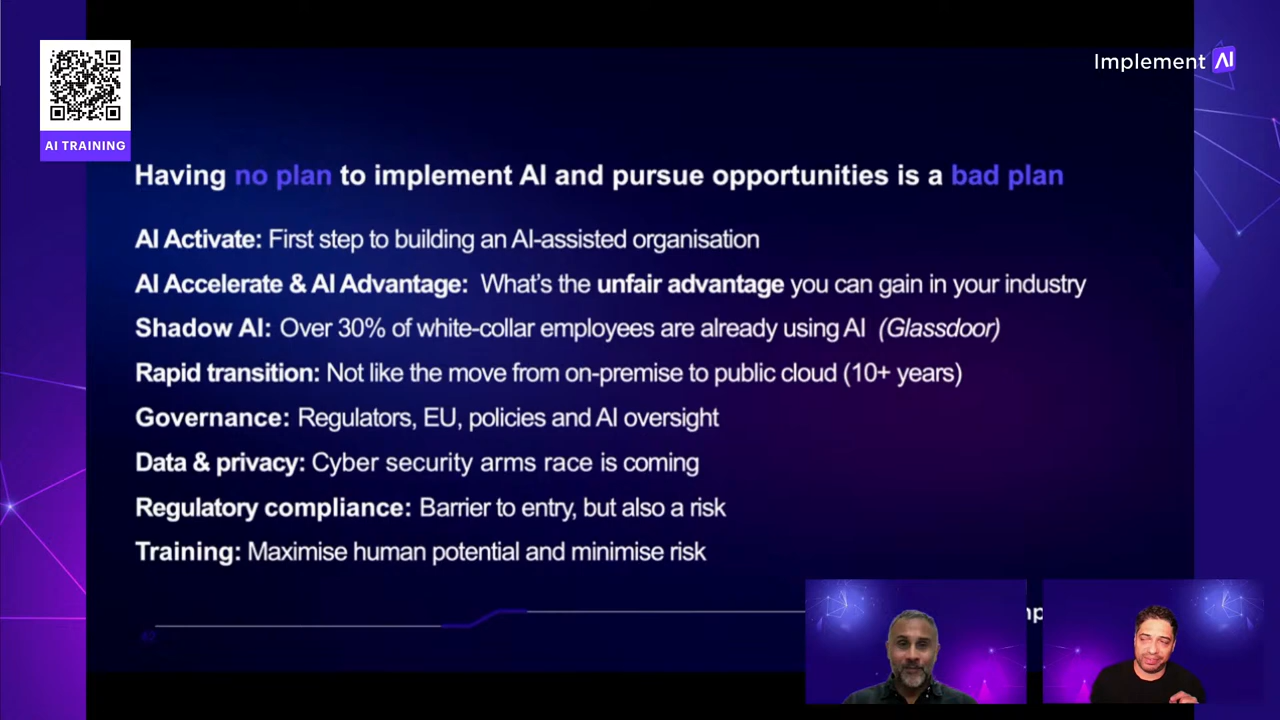 AI TRAINING
Implement AI
Having no plan to implement AI and pursue opportunities is a bad plan
AI Activate: First step to building an AI-assisted organisation
AI Accelerate & AI Advantage: What's the unfair advantage you can gain in your industry
Shadow AI: Over 30% of white-collar employees are already using AI (Glassdoor)
Rapid transition: Not like the move from on-premise to public cloud (10+ years)
Governance: Regulators, EU, policies and AI oversight
Data & privacy: Cyber security arms race is coming
Regulatory compliance: Barrier to entry, but also a risk
Training: Maximise human potential and minimise risk